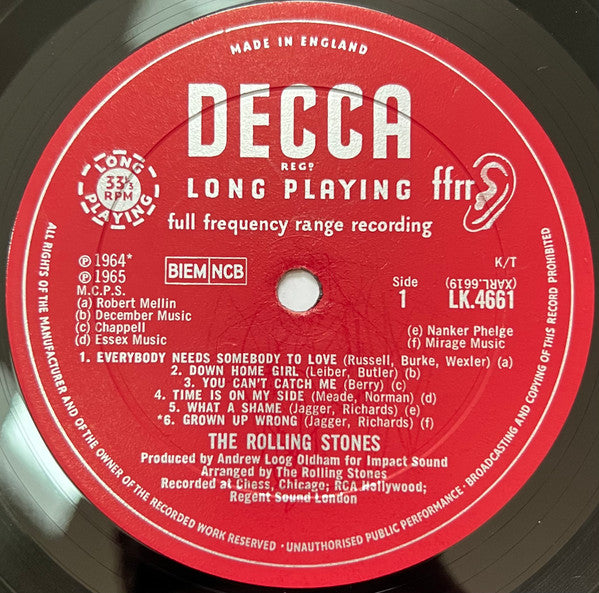 MADE IN ENGLAND
DECCA
REGD
LONG PLAYING
ffrr
LONG
33⅓
RPM
PLAYING
full frequency range recording
K/T
℗ 1964*
℗ 1965
M.C.P.S.
(a) Robert Mellin
(b) December Music
(c) Chappell
(d) Essex Music
BIEM NCB
Side
1
(XARL.6619)
LK.4661
(e) Nanker Phelge
(f) Mirage Music
1. EVERYBODY NEEDS SOMEBODY TO LOVE (Russell, Burke, Wexler) (a)
2. DOWN HOME GIRL (Leiber, Butler) (b)
3. YOU CAN'T CATCH ME (Berry) (c)
4. TIME IS ON MY SIDE (Meade, Norman) (d)
5. WHAT A SHAME (Jagger, Richards) (e)
*6. GROWN UP WRONG (Jagger, Richards) (f)
THE ROLLING STONES
Produced by Andrew Loog Oldham for Impact Sound
Arranged by The Rolling Stones
Recorded at Chess, Chicago; RCA Hollywood;
Regent Sound London
ALL RIGHTS OF THE MANUFACTURER AND OF THE OWNER OF THE RECORDED WORK RESERVED · UNAUTHORISED PUBLIC PERFORMANCE · BROADCASTING AND COPYING OF THIS RECORD PROHIBITED